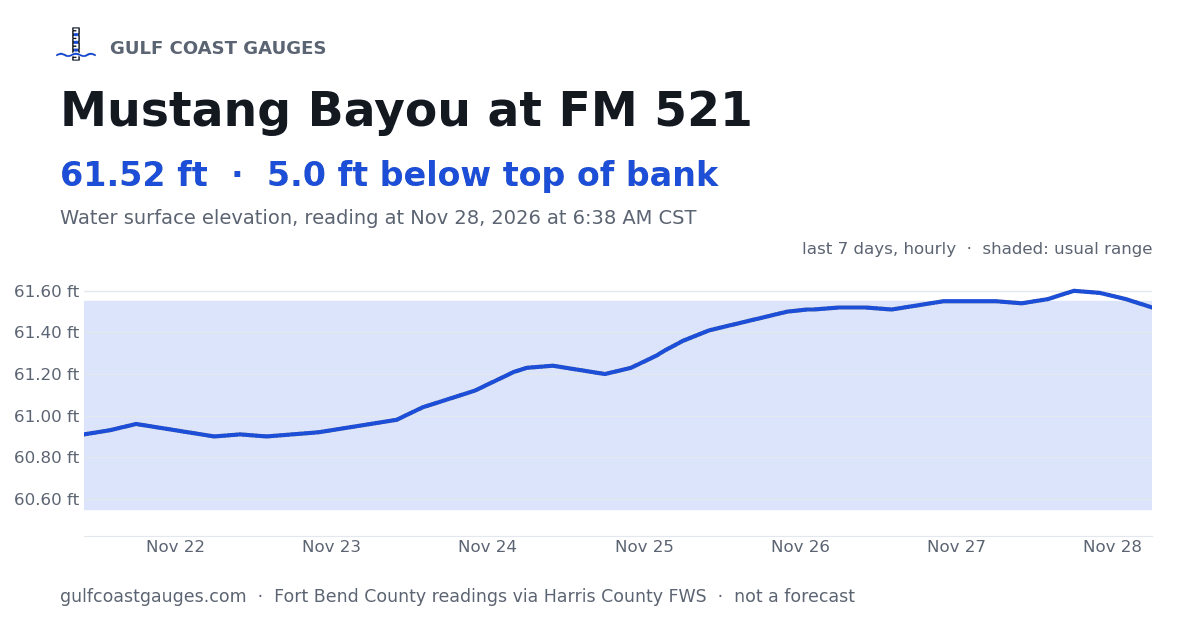 GULF COAST GAUGES
Mustang Bayou at FM 521
61.52 ft · 5.0 ft below top of bank
Water surface elevation, reading at Nov 28, 2026 at 6:38 AM CST
last 7 days, hourly · shaded: usual range
61.60 ft
61.40 ft
61.20 ft
61.00 ft
60.80 ft
60.60 ft
Nov 22 Nov 23 Nov 24 Nov 25 Nov 26 Nov 27 Nov 28
gulfcoastgauges.com · Fort Bend County readings via Harris County FWS · not a forecast